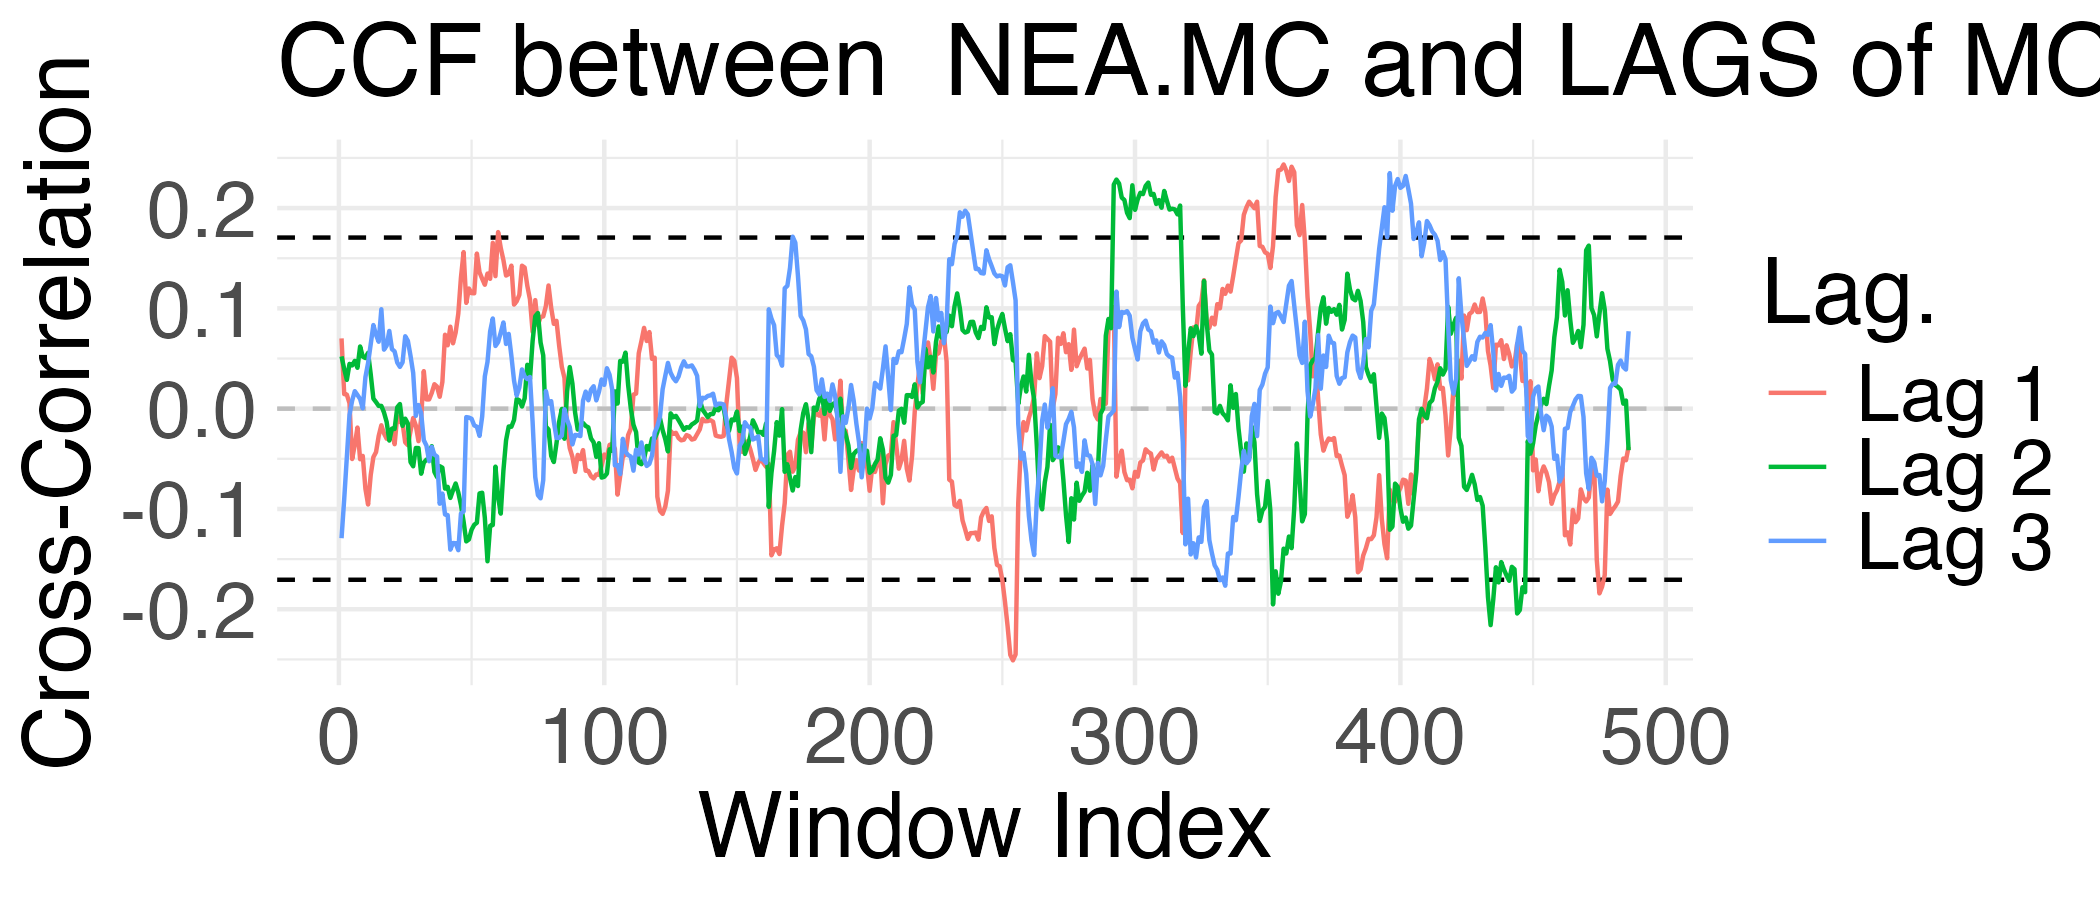 CCF between  NEA.MC and LAGS of MC
Cross-Correlation
0.2
0.1
0.0
-0.1
-0.2
0 100 200 300 400 500
Window Index
Lag.
Lag 1
Lag 2
Lag 3